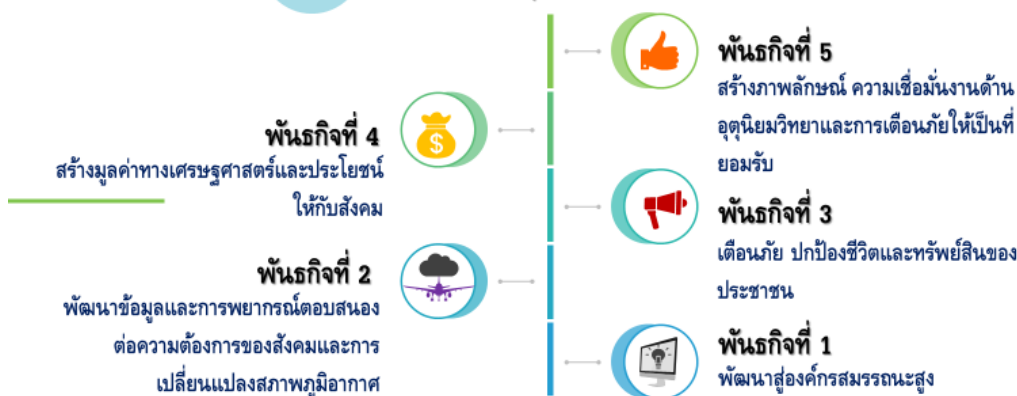 พันธกิจที่ 5
สร้างภาพลักษณ์ ความเชื่อมั่นงานด้าน
อุตุนิยมวิทยาและการเตือนภัยให้เป็นที่
ยอมรับ
พันธกิจที่ 4
สร้างมูลค่าทางเศรษฐศาสตร์และประโยชน์
ให้กับสังคม
พันธกิจที่ 3
เตือนภัย ปกป้องชีวิตและทรัพย์สินของ
ประชาชน
พันธกิจที่ 2
พัฒนาข้อมูลและการพยากรณ์ตอบสนอง
ต่อความต้องการของสังคมและการ
เปลี่ยนแปลงสภาพภูมิอากาศ
พันธกิจที่ 1
พัฒนาสู่องค์กรสมรรถนะสูง